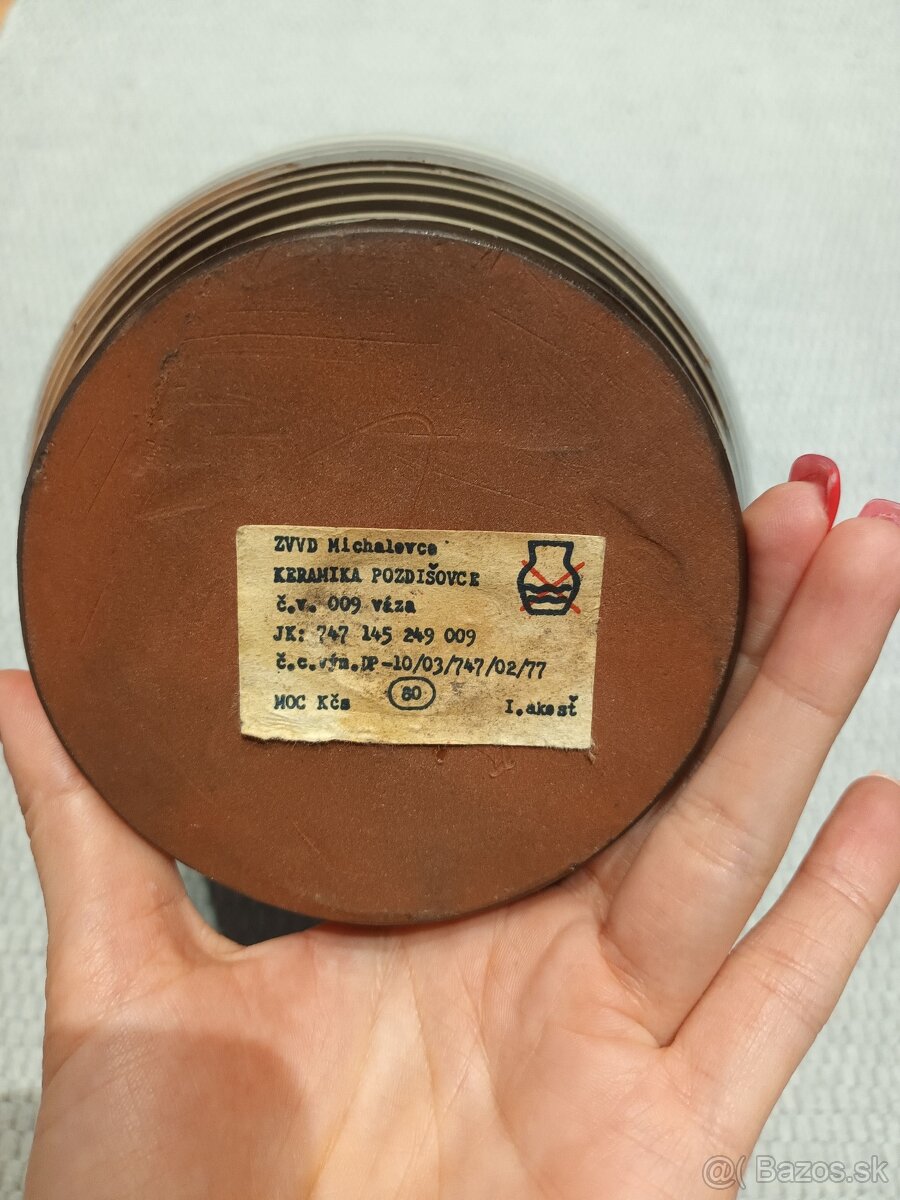 ZVVD Michalovce
KERAMIKA POZDIŠOVCE
č.v. 009 váza
JK: 747 145 249 009
č.c.vým.DP-10/03/747/02/77
MOC Kčs 80 I.akosť
@( Bazos.sk